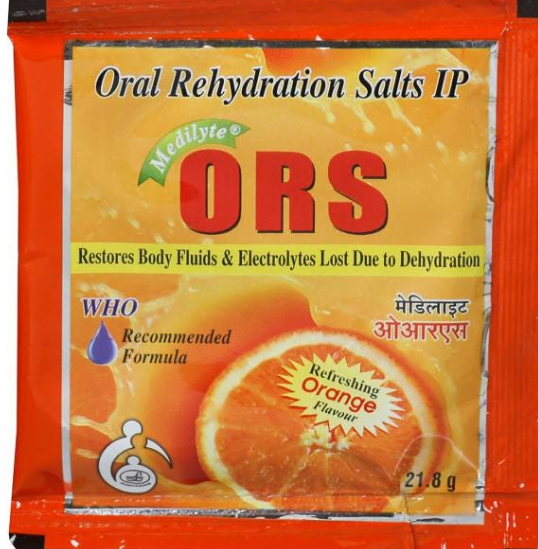 Oral Rehydration Salts IP
Medilyte®
ORS
Restores Body Fluids & Electrolytes Lost Due to Dehydration
WHO
Recommended
Formula
मेडिलाइट
ओआरएस
Refreshing
Orange
Flavour
21.8 g